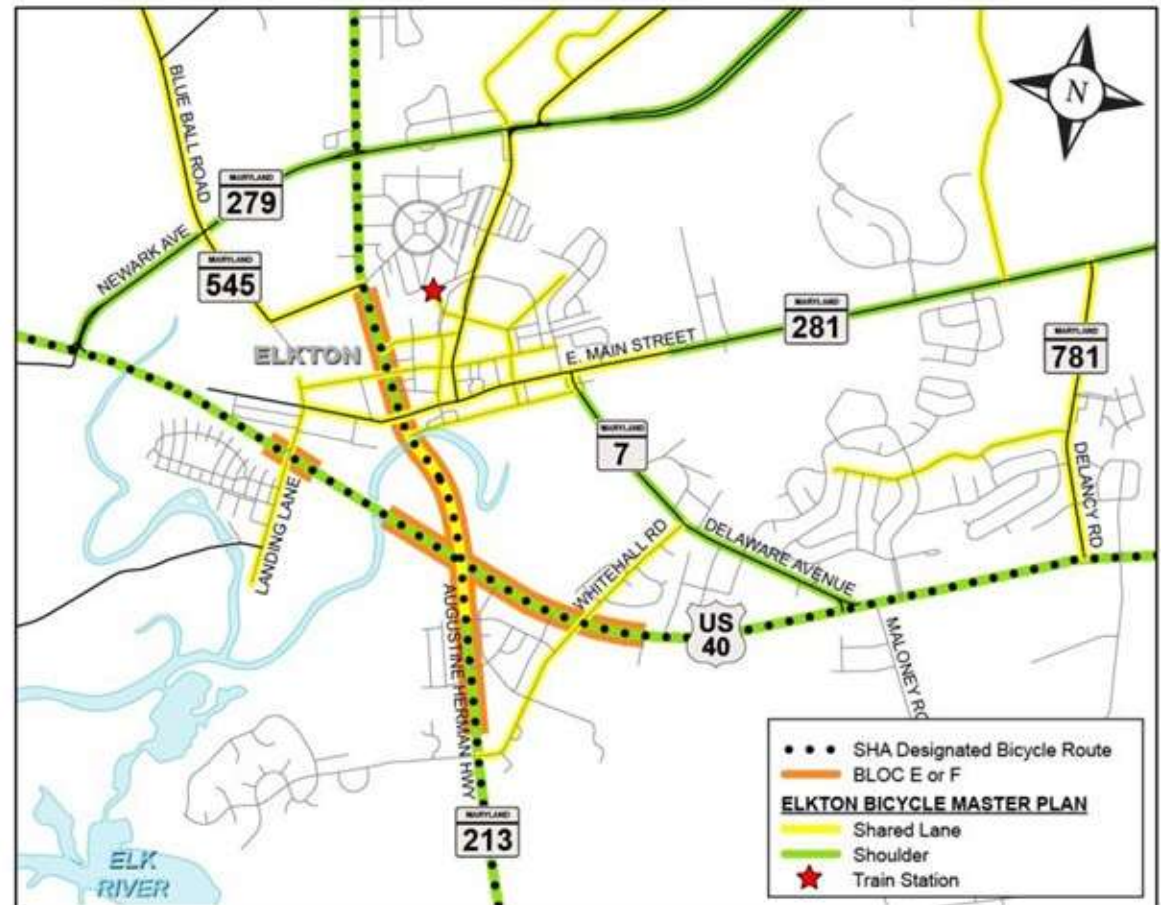 N
BLUE BALL ROAD
MARYLAND
279
NEWARK AVE
MARYLAND
545
ELKTON
E. MAIN STREET
MARYLAND
281
MARYLAND
781
MARYLAND
7
LANDING LANE
WHITEHALL RD
DELAWARE AVENUE
DELANCY RD
US
40
AUGUSTINE HERMAN HWY
MALONEY RD
MARYLAND
213
ELK
RIVER
SHA Designated Bicycle Route
BLOC E or F
ELKTON BICYCLE MASTER PLAN
Shared Lane
Shoulder
Train Station